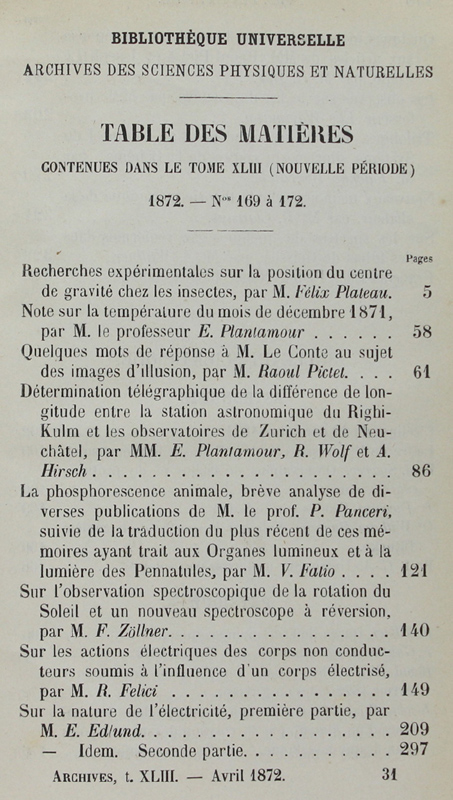 BIBLIOTHÈQUE UNIVERSELLE
ARCHIVES DES SCIENCES PHYSIQUES ET NATURELLES
TABLE DES MATIÈRES
CONTENUES DANS LE TOME XLIII (NOUVELLE PÉRIODE)
1872. — Nos 169 à 172.
Pages
Recherches expérimentales sur la position du centre
de gravité chez les insectes, par M. Félix Plateau. 5
Note sur la température du mois de décembre 1871,
par M. le professeur E. Plantamour . . . . . . 58
Quelques mots de réponse à M. Le Conte au sujet
des images d'illusion, par M. Raoul Pictet. . . . 61
Détermination télégraphique de la différence de lon-
gitude entre la station astronomique du Righi-
Kulm et les observatoires de Zurich et de Neu-
châtel, par MM. E. Plantamour, R. Wolf et A.
Hirsch . . . . . . . . . . . . . . . . . . . . 86
La phosphorescence animale, brève analyse de di-
verses publications de M. le prof. P. Panceri,
suivie de la traduction du plus récent de ces mé-
moires ayant trait aux Organes lumineux et à la
lumière des Pennatules, par M. V. Fatio . . . . 121
Sur l'observation spectroscopique de la rotation du
Soleil et un nouveau spectroscope à réversion,
par M. F. Zöllner. . . . . . . . . . . . . . . . 140
Sur les actions électriques des corps non conduc-
teurs soumis à l'influence d'un corps électrisé,
par M. R. Felici . . . . . . . . . . . . . . . . 149
Sur la nature de l'électricité, première partie, par
M. E. Edlund. . . . . . . . . . . . . . . . . . 209
— Idem. Seconde partie. . . . . . . . . . . 297
ARCHIVES, t. XLIII. — Avril 1872. 31